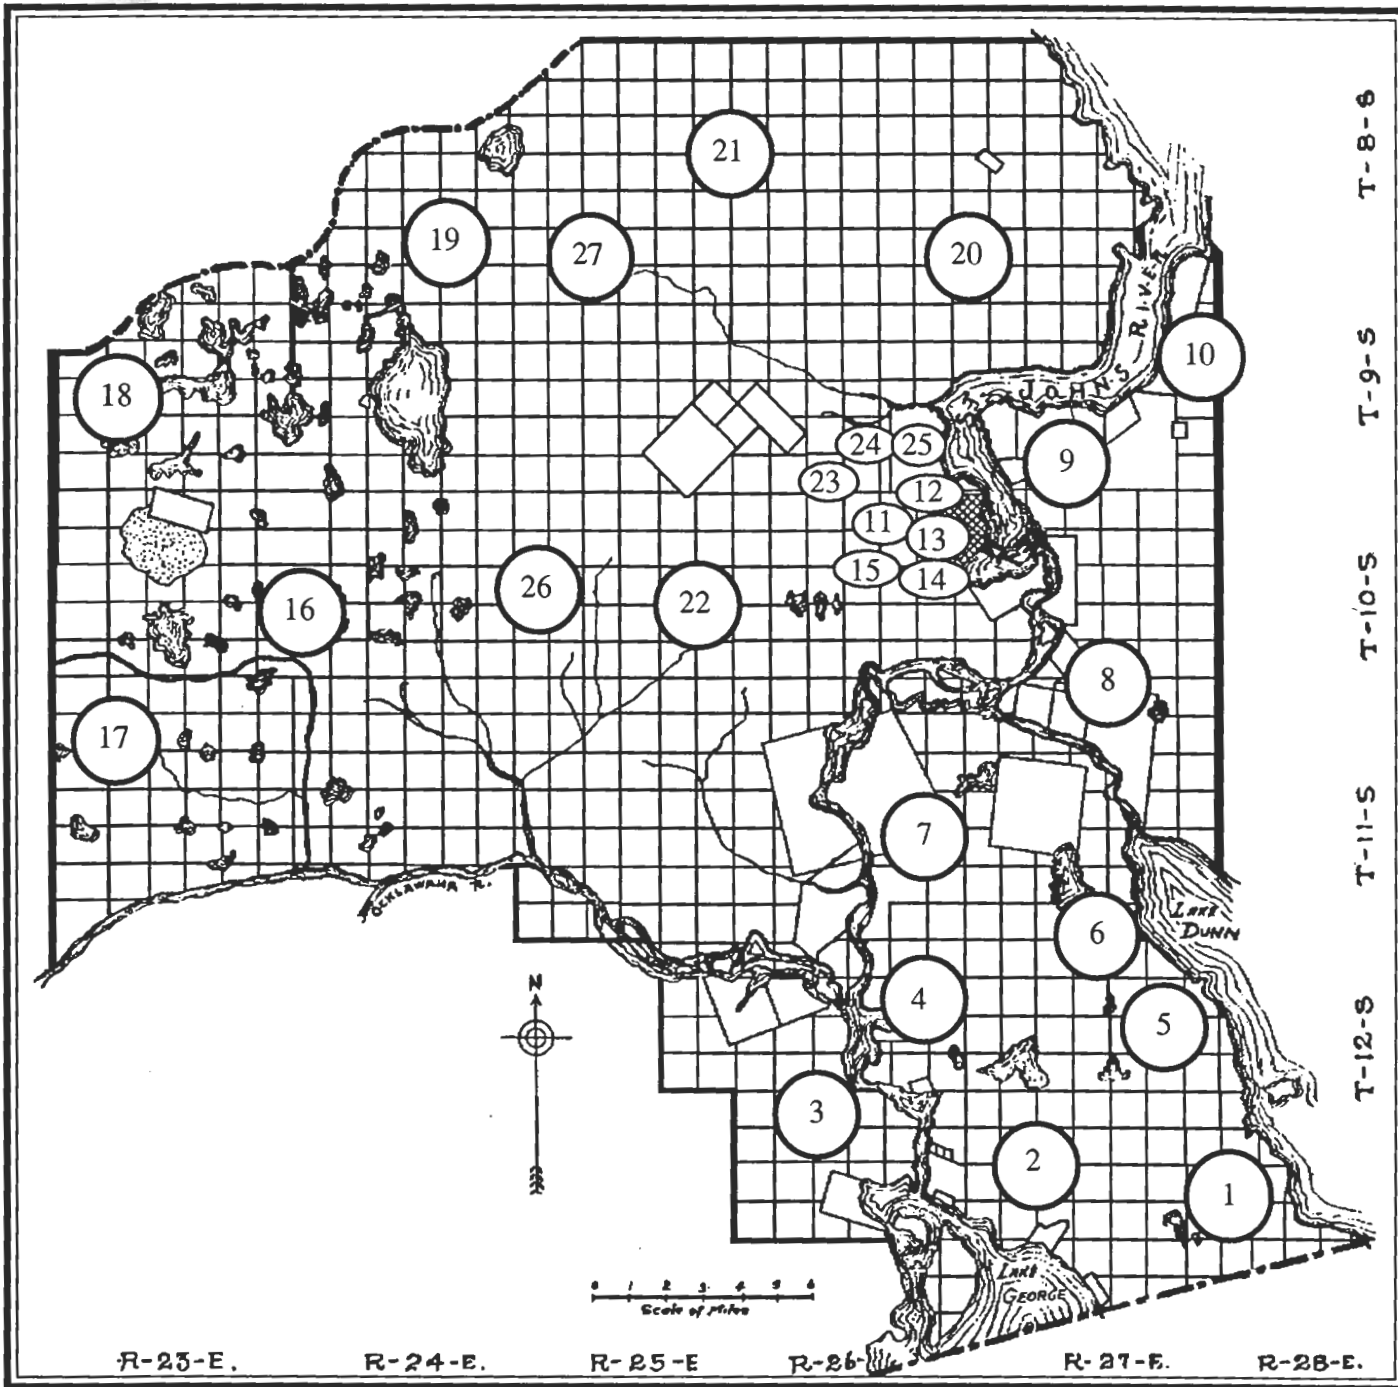 T-8-S
21
19
27
20
ST. JOHNS RIVER
10
T-9-S
18
24
25
9
23
12
11
13
15
14
26
22
16
T-10-S
8
17
7
T-11-S
OCKLAWAHA R.
LAKE
DUNN
6
N
4
5
T-12-S
3
2
1
LAKE
GEORGE
0 1 2 3 4 5 6
Scale of Miles
R-23-E.
R-24-E.
R-25-E
R-26-
R-27-E.
R-28-E.